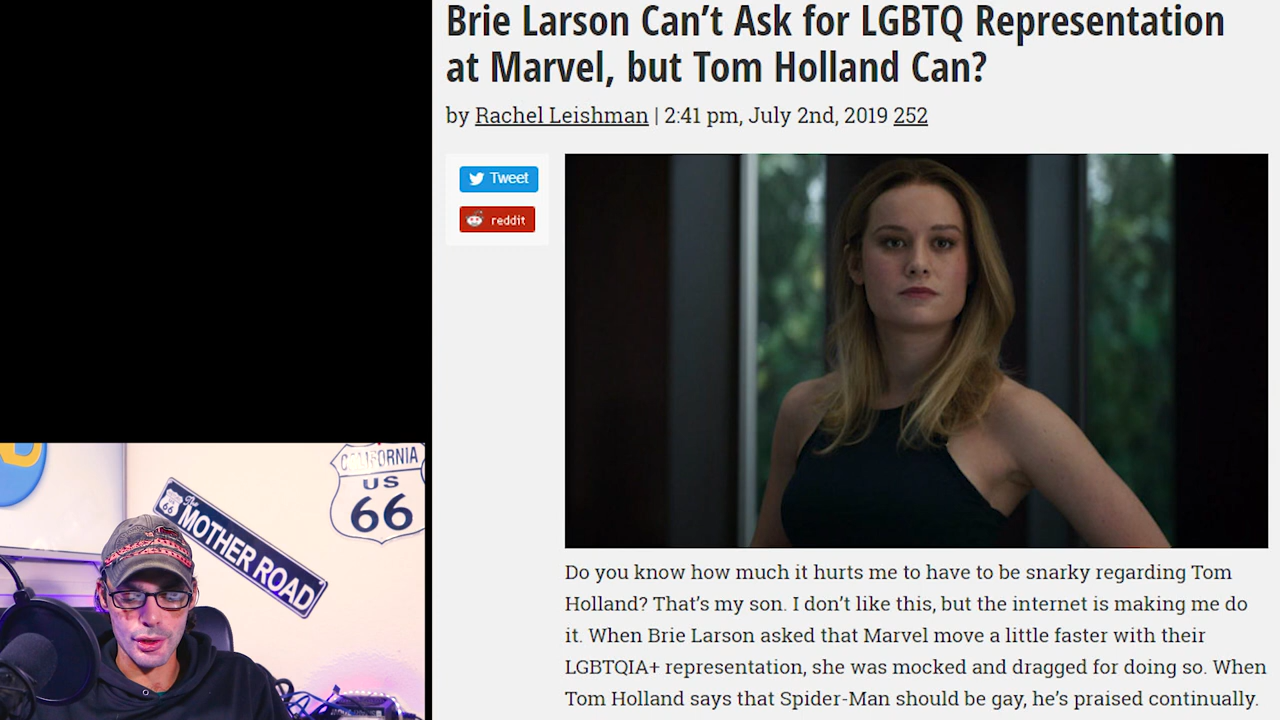 Brie Larson Can’t Ask for LGBTQ Representation
at Marvel, but Tom Holland Can?
by Rachel Leishman | 2:41 pm, July 2nd, 2019 252
Tweet
reddit
Do you know how much it hurts me to have to be snarky regarding Tom
Holland? That’s my son. I don’t like this, but the internet is making me do
it. When Brie Larson asked that Marvel move a little faster with their
LGBTQIA+ representation, she was mocked and dragged for doing so. When
Tom Holland says that Spider-Man should be gay, he’s praised continually.
CALIFORNIA
US
66
The
MOTHER ROAD